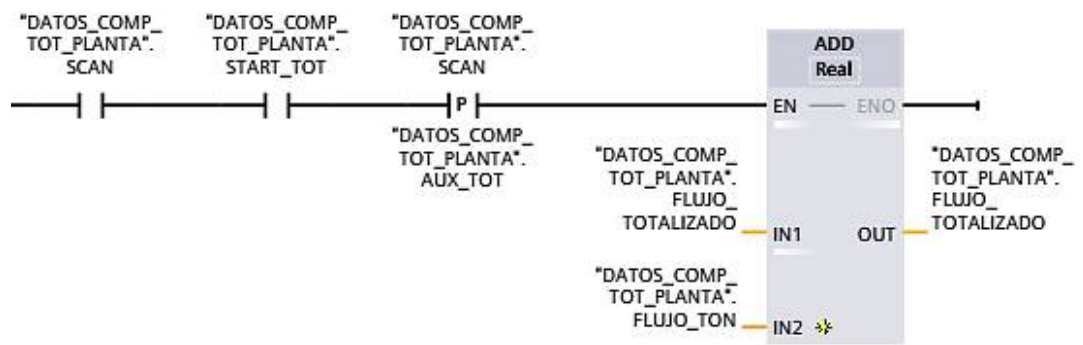 "DATOS_COMP_
TOT_PLANTA".
SCAN
"DATOS_COMP_
TOT_PLANTA".
START_TOT
"DATOS_COMP_
TOT_PLANTA".
SCAN
P
"DATOS_COMP_
TOT_PLANTA".
AUX_TOT
ADD
Real
EN
ENO
"DATOS_COMP_
TOT_PLANTA".
FLUJO_
TOTALIZADO
IN1
OUT
"DATOS_COMP_
TOT_PLANTA".
FLUJO_
TOTALIZADO
"DATOS_COMP_
TOT_PLANTA".
FLUJO_TON
IN2